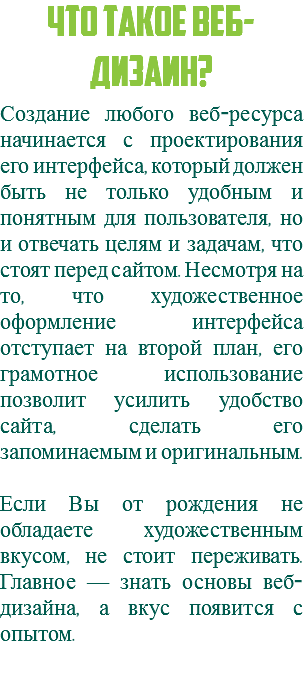 ЧТО ТАКОЕ ВЕБ-
ДИЗАИН?
Создание любого веб-ресурса
начинается с проектирования
его интерфейса, который должен
быть не только удобным и
понятным для пользователя, но
и отвечать целям и задачам, что
стоят перед сайтом. Несмотря на
то, что художественное
оформление интерфейса
отступает на второй план, его
грамотное использование
позволит усилить удобство
сайта, сделать его
запоминаемым и оригинальным.
Если Вы от рождения не
обладаете художественным
вкусом, не стоит переживать.
Главное — знать основы веб-
дизайна, а вкус появится с
опытом.